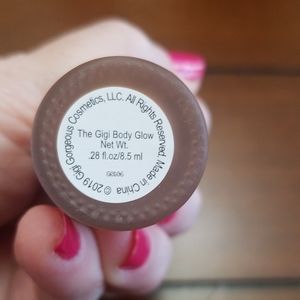 © 2019 Gigi Gorgeous Cosmetics, LLC. All Rights Reserved. Made in China
The Gigi Body Glow
Net Wt.
.28 fl.oz/8.5 ml